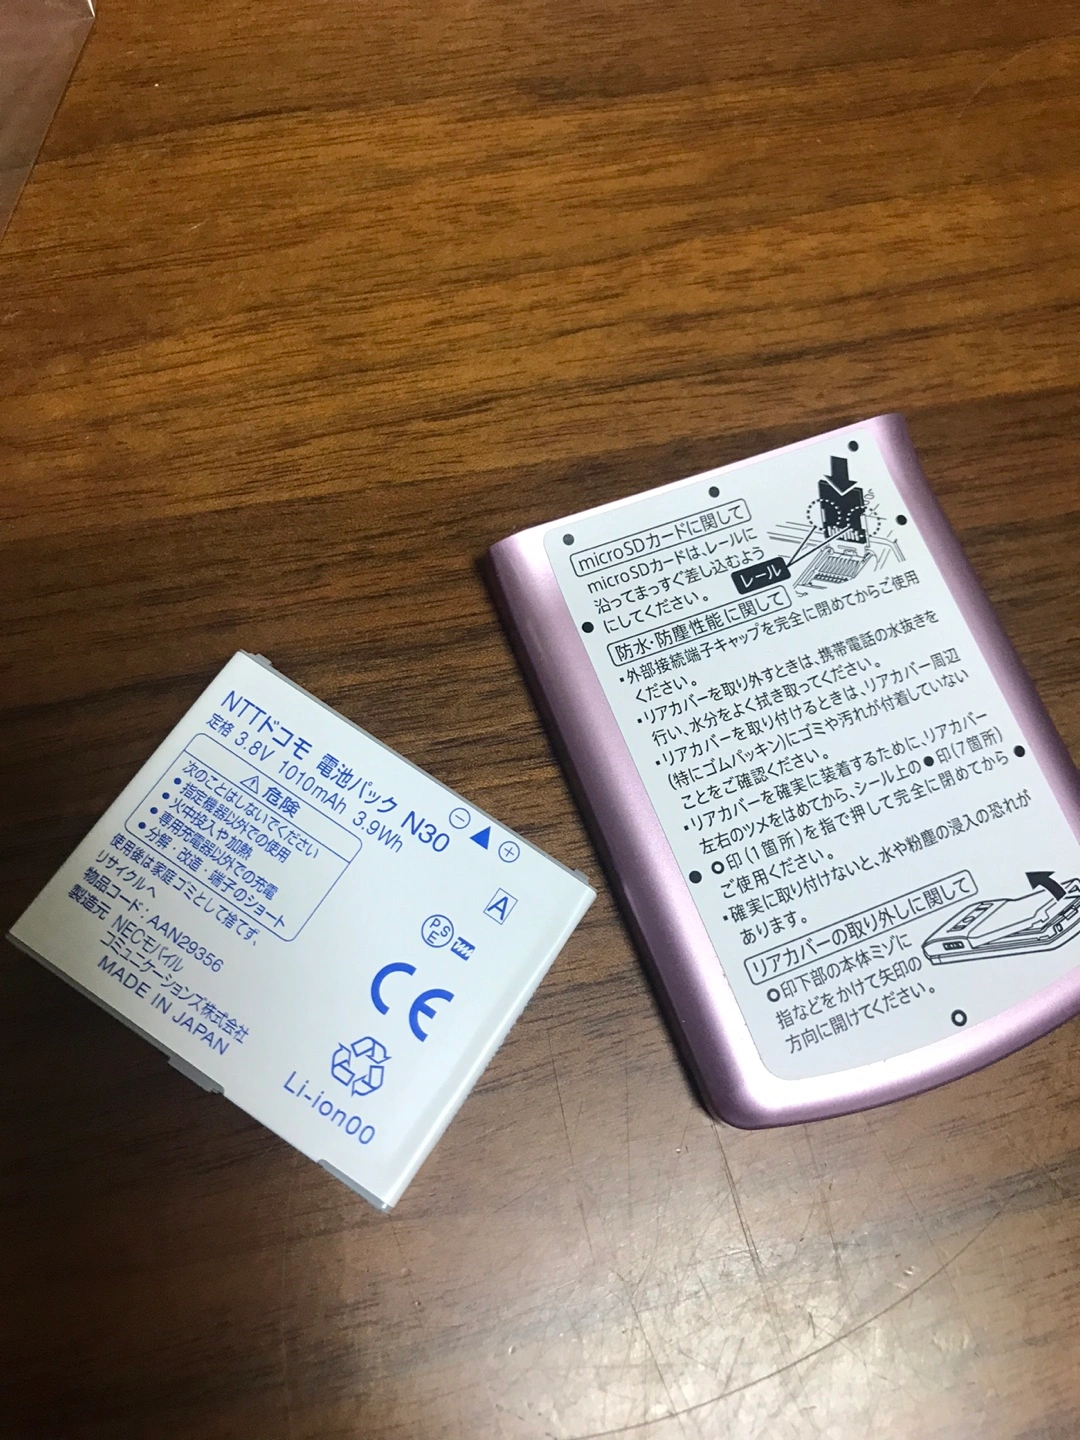 NTTドコモ 電池パック N30
定格 3.8V 1010mAh 3.9Wh
危険
次のことはしないでください
• 指定機器以外での使用
• 火中投入や加熱
• 専用充電器以外での充電
• 分解・改造・端子のショート
使用後は家庭ゴミとして捨てず、
リサイクルへ
物品コード：AAN29356
製造元 NECモバイル
コミュニケーションズ株式会社
MADE IN JAPAN
A
PSE
CE
Li-ion00
microSDカードに関して
microSDカードは、レールに
沿ってまっすぐ差し込むよう
にしてください。
レール
防水・防塵性能に関して
・外部接続端子キャップを完全に閉めてからご使用
ください。
・リアカバーを取り外すときは、携帯電話の水抜きを
行い、水分をよく拭き取ってください。
・リアカバーを取り付けるときは、リアカバー周辺
(特にゴムパッキン)にゴミや汚れが付着していない
ことをご確認ください。
・リアカバーを確実に装着するために、リアカバー
左右のツメをはめてから、シール上の●印(7箇所)
○印(1箇所)を指で押して完全に閉めてから
ご使用ください。
・確実に取り付けないと、水や粉塵の浸入の恐れが
あります。
リアカバーの取り外しに関して
○印下部の本体ミゾに
指などをかけて矢印の
方向に開けてください。